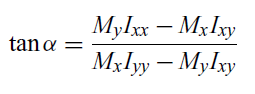 tan α = (M_y I_xx − M_x I_xy) / (M_x I_yy − M_y I_xy)